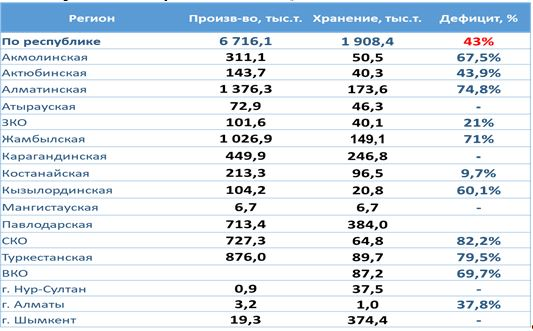 Регион Произв-во, тыс.т. Хранение, тыс.т. Дефицит, %
По республике 6 716,1 1 908,4 43%
Акмолинская 311,1 50,5 67,5%
Актюбинская 143,7 40,3 43,9%
Алматинская 1 376,3 173,6 74,8%
Атырауская 72,9 46,3 -
ЗКО 101,6 40,1 21%
Жамбылская 1 026,9 149,1 71%
Карагандинская 449,9 246,8 -
Костанайская 213,3 96,5 9,7%
Кызылординская 104,2 20,8 60,1%
Мангистауская 6,7 6,7 -
Павлодарская 713,4 384,0
СКО 727,3 64,8 82,2%
Туркестанская 876,0 89,7 79,5%
ВКО 87,2 69,7%
г. Нур-Султан 0,9 37,5 -
г. Алматы 3,2 1,0 37,8%
г. Шымкент 19,3 374,4 -